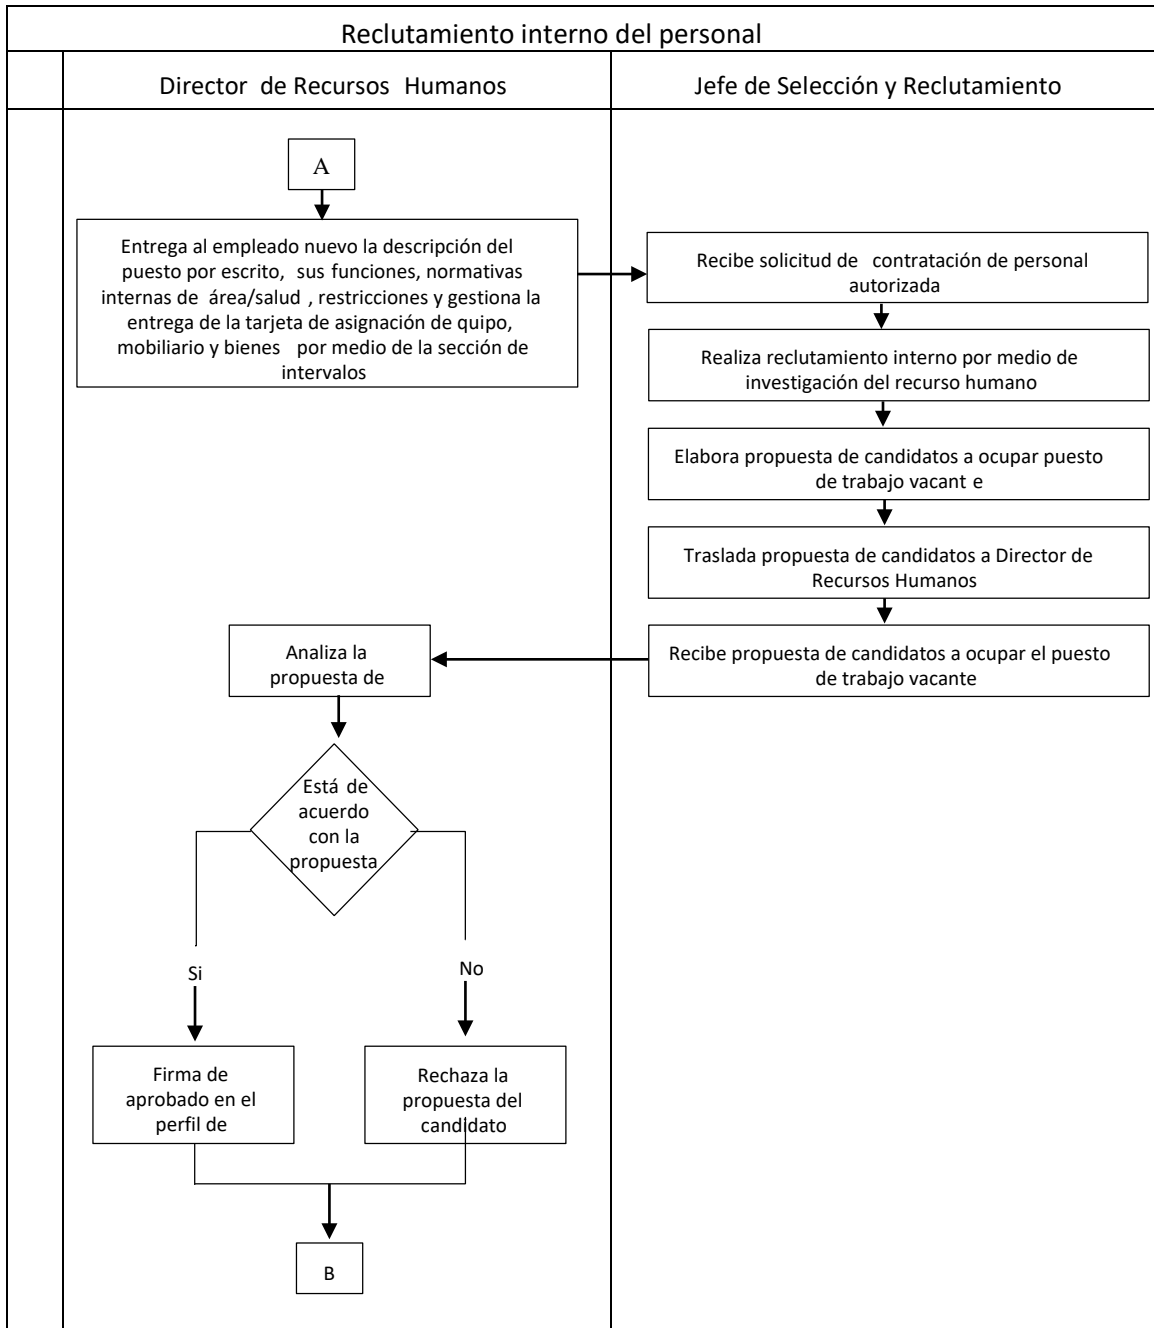 Reclutamiento interno del personal
Director de Recursos Humanos
Jefe de Selección y Reclutamiento
A
Entrega al empleado nuevo la descripción del
puesto por escrito, sus funciones, normativas
internas de área/salud , restricciones y gestiona la
entrega de la tarjeta de asignación de quipo,
mobiliario y bienes por medio de la sección de
intervalos
Recibe solicitud de contratación de personal
autorizada
Realiza reclutamiento interno por medio de
investigación del recurso humano
Elabora propuesta de candidatos a ocupar puesto
de trabajo vacant e
Traslada propuesta de candidatos a Director de
Recursos Humanos
Recibe propuesta de candidatos a ocupar el puesto
de trabajo vacante
Analiza la
propuesta de
Está de
acuerdo
con la
propuesta
Si
No
Firma de
aprobado en el
perfil de
Rechaza la
propuesta del
candidato
B